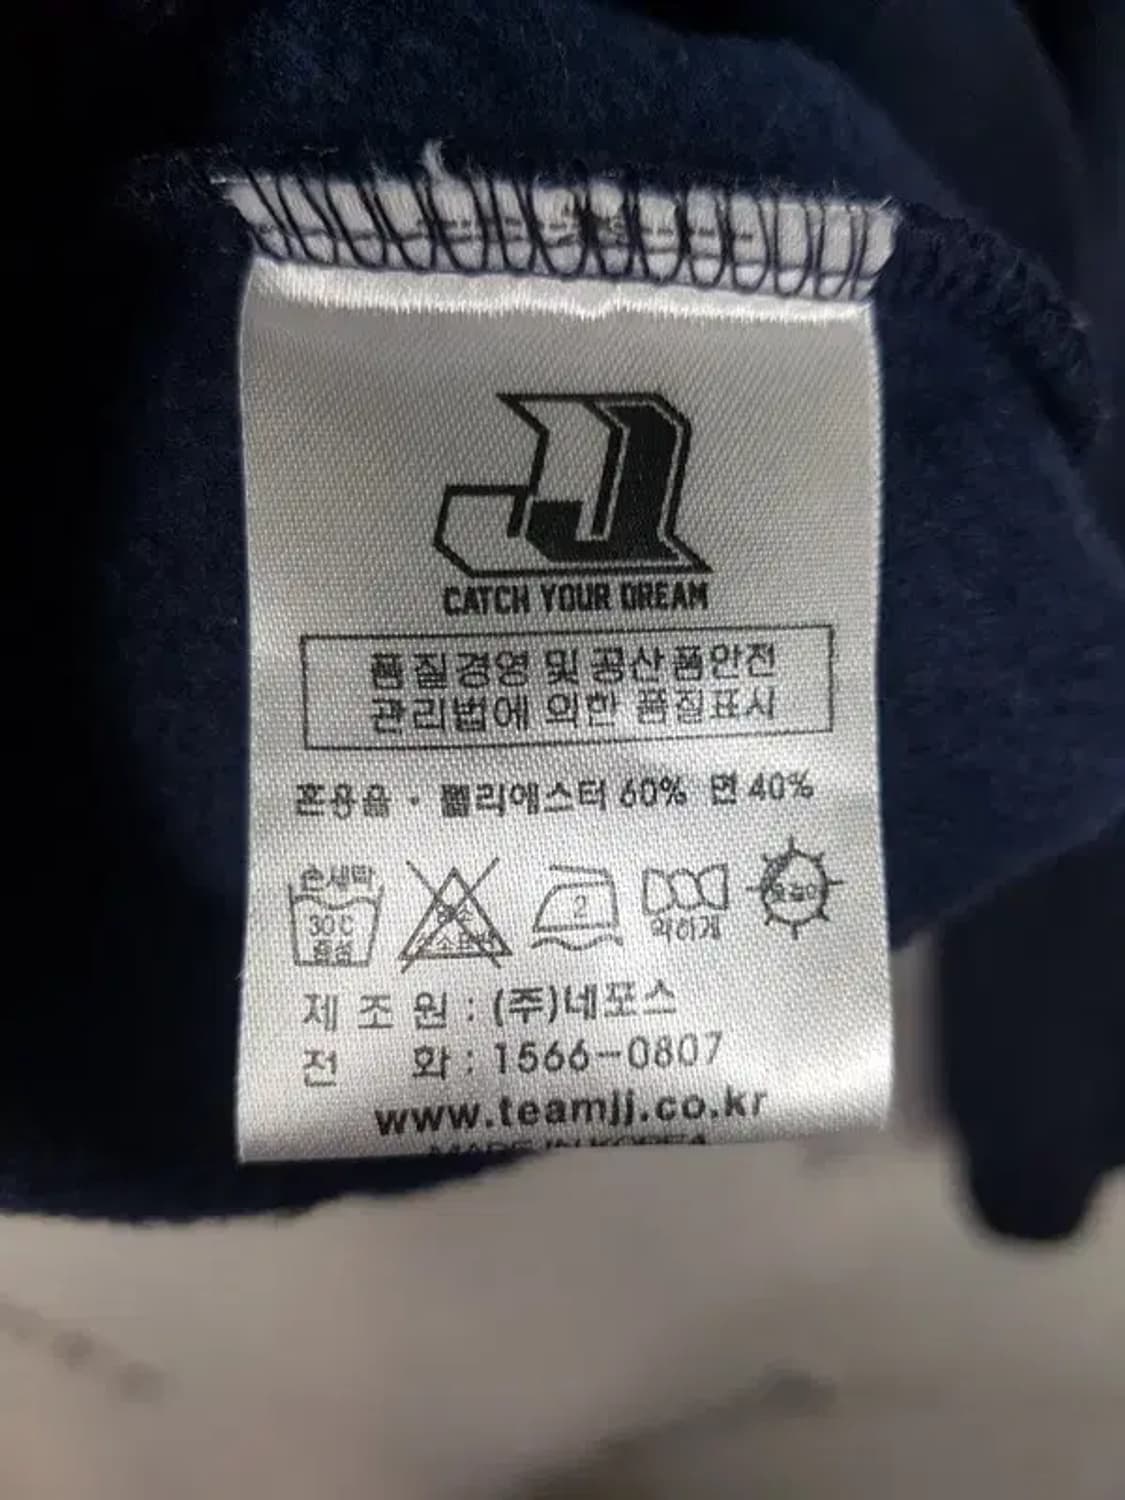 CATCH YOUR DREAM
품질경영 및 공산품안전
관리법에 의한 품질표시
혼용율 · 폴리에스터 60% 면 40%
손세탁
30℃
중성
2
약하게
제 조 원 : (주)네포스
전 화 : 1566-0807
www.teamjj.co.kr
MADE IN KOREA